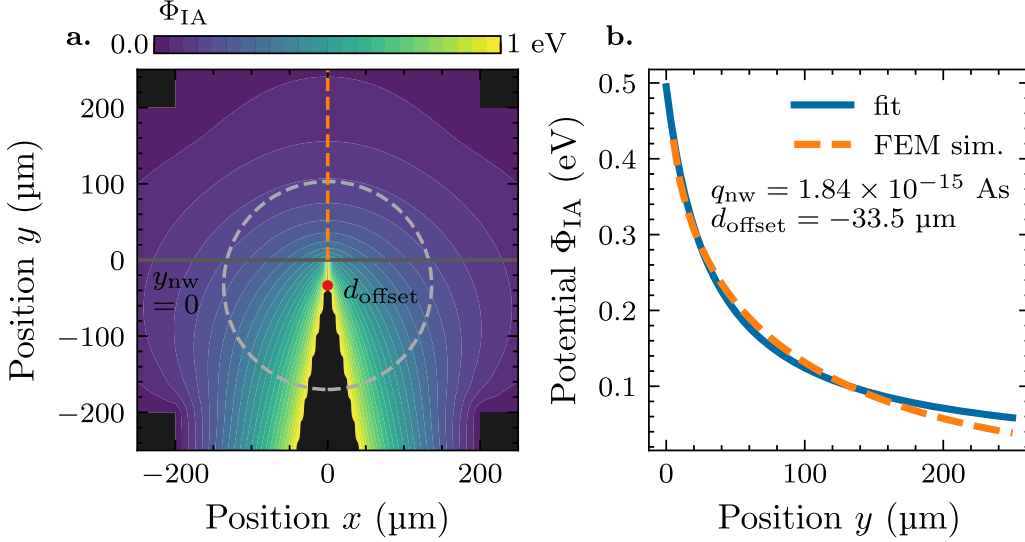 a.
Φ_IA
0.0
1 eV
200
100
0
−100
−200
Position y (µm)
y_nw
= 0
d_offset
−200
0
200
Position x (µm)
b.
0.5
0.4
0.3
0.2
0.1
Potential Φ_IA (eV)
fit
FEM sim.
q_nw = 1.84 × 10^−15 As
d_offset = −33.5 µm
0
100
200
Position y (µm)